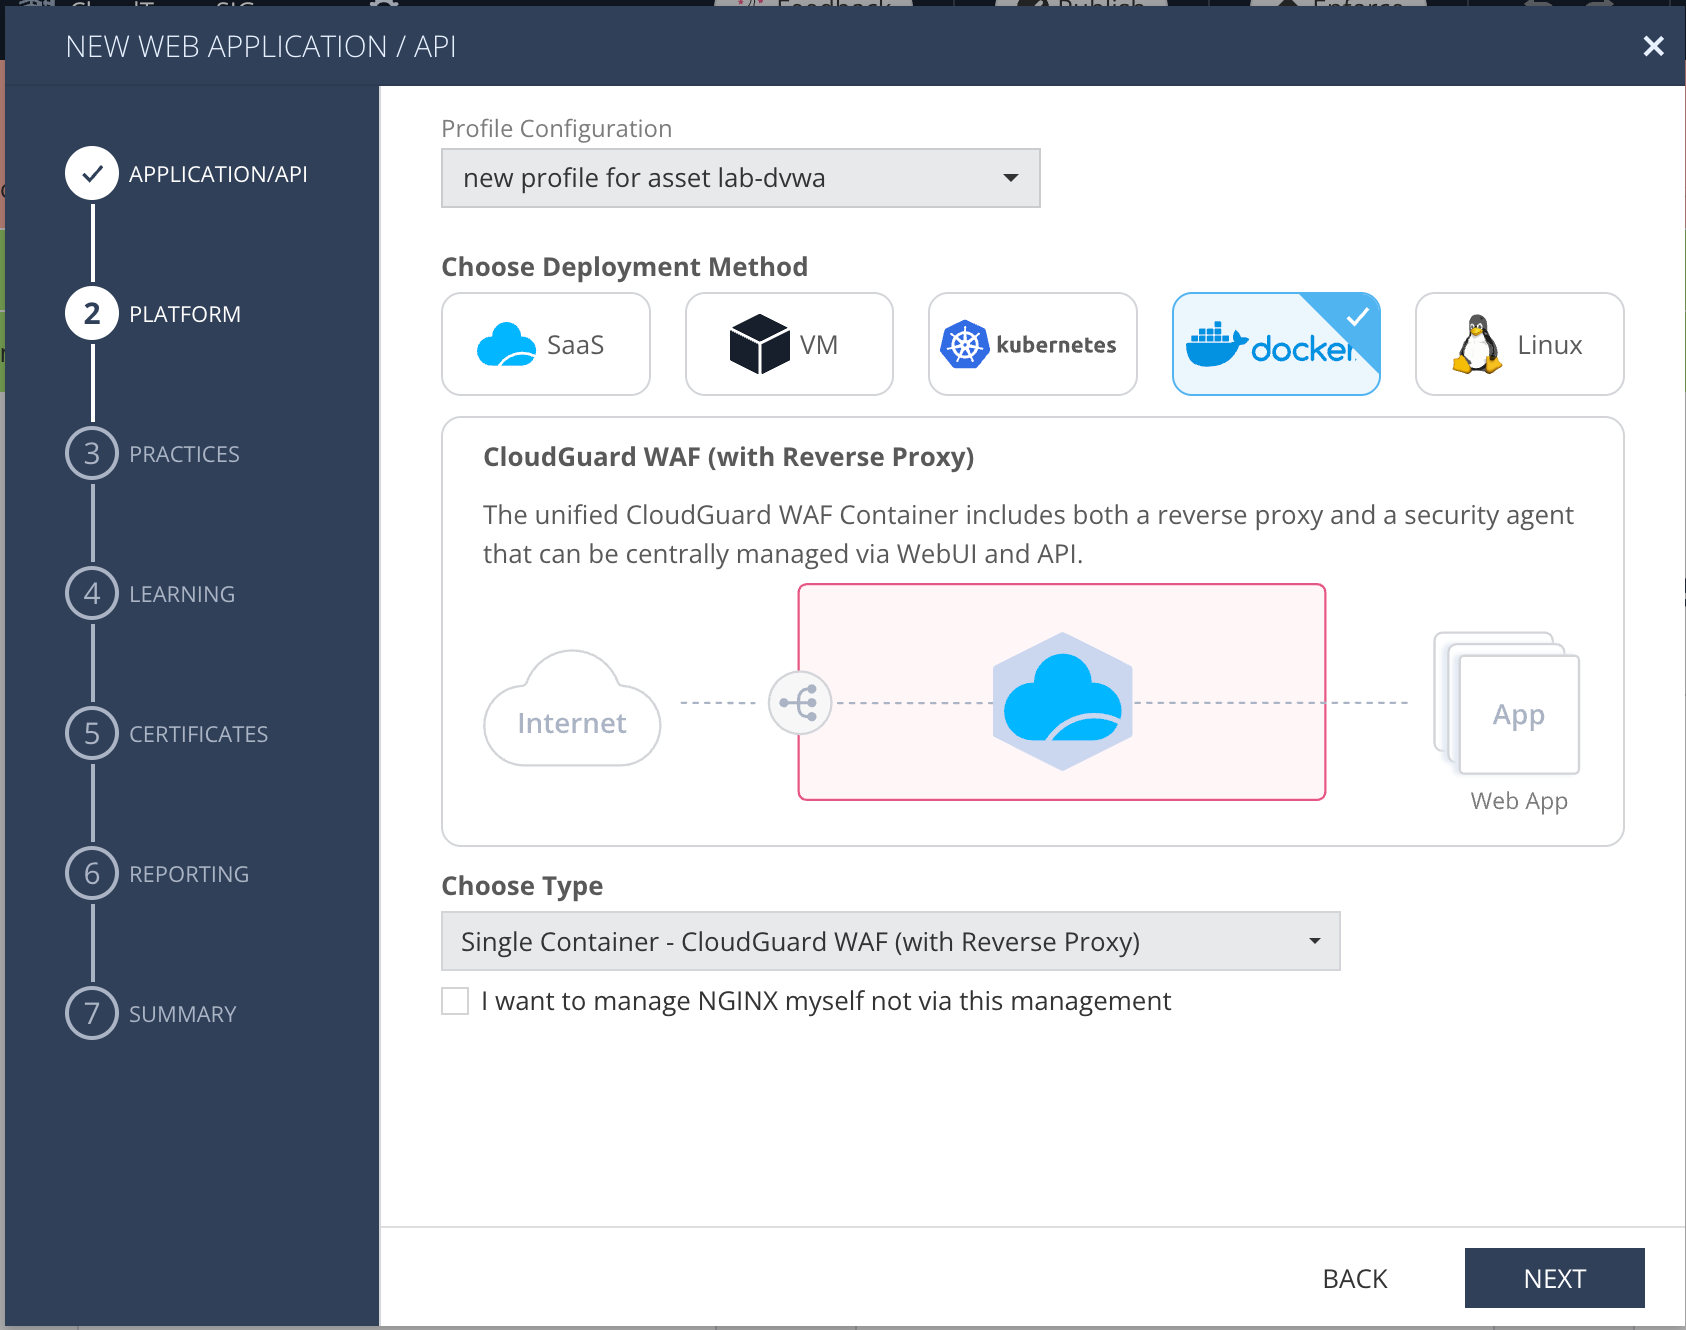 Feedback
Publish
Enforce
NEW WEB APPLICATION / API
APPLICATION/API
2 PLATFORM
3 PRACTICES
4 LEARNING
5 CERTIFICATES
6 REPORTING
7 SUMMARY
Profile Configuration
new profile for asset lab-dvwa
Choose Deployment Method
SaaS
VM
kubernetes
docker
Linux
CloudGuard WAF (with Reverse Proxy)
The unified CloudGuard WAF Container includes both a reverse proxy and a security agent
that can be centrally managed via WebUI and API.
Internet
App
Web App
Choose Type
Single Container - CloudGuard WAF (with Reverse Proxy)
I want to manage NGINX myself not via this management
BACK
NEXT